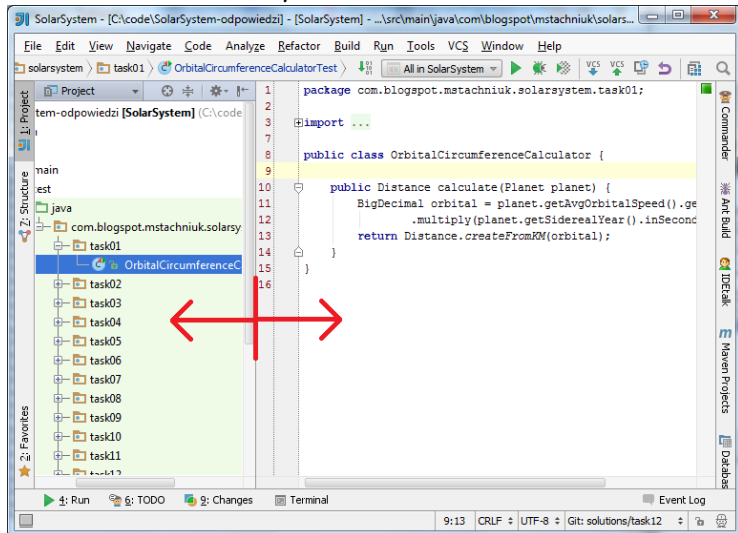 SolarSystem - [C:\code\SolarSystem-odpowiedzi] - [SolarSystem] - ...\src\main\java\com\blogspot\mstachniuk\solars...
File Edit View Navigate Code Analyze Refactor Build Run Tools VCS Window Help
solarsystem task01 OrbitalCircumferenceCalculatorTest All in SolarSystem VCS VCS
1: Project
Z: Structure
2: Favorites
Project
tem-odpowiedzi [SolarSystem] (C:\code
main
est
java
com.blogspot.mstachniuk.solarsy
task01
OrbitalCircumferenceC
task02
task03
task04
task05
task06
task07
task08
task09
task10
task11
task12
1 package com.blogspot.mstachniuk.solarsystem.task01;
2
3 import ...
7
8 public class OrbitalCircumferenceCalculator {
9
10 public Distance calculate(Planet planet) {
11 BigDecimal orbital = planet.getAvgOrbitalSpeed().ge
12 .multiply(planet.getSiderealYear().inSecond
13 return Distance.createFromKM(orbital);
14 }
15 }
16
Commander
Ant Build
IDEtalk
m Maven Projects
Databas
4: Run 6: TODO 9: Changes Terminal Event Log
9:13 CRLF UTF-8 Git: solutions/task12